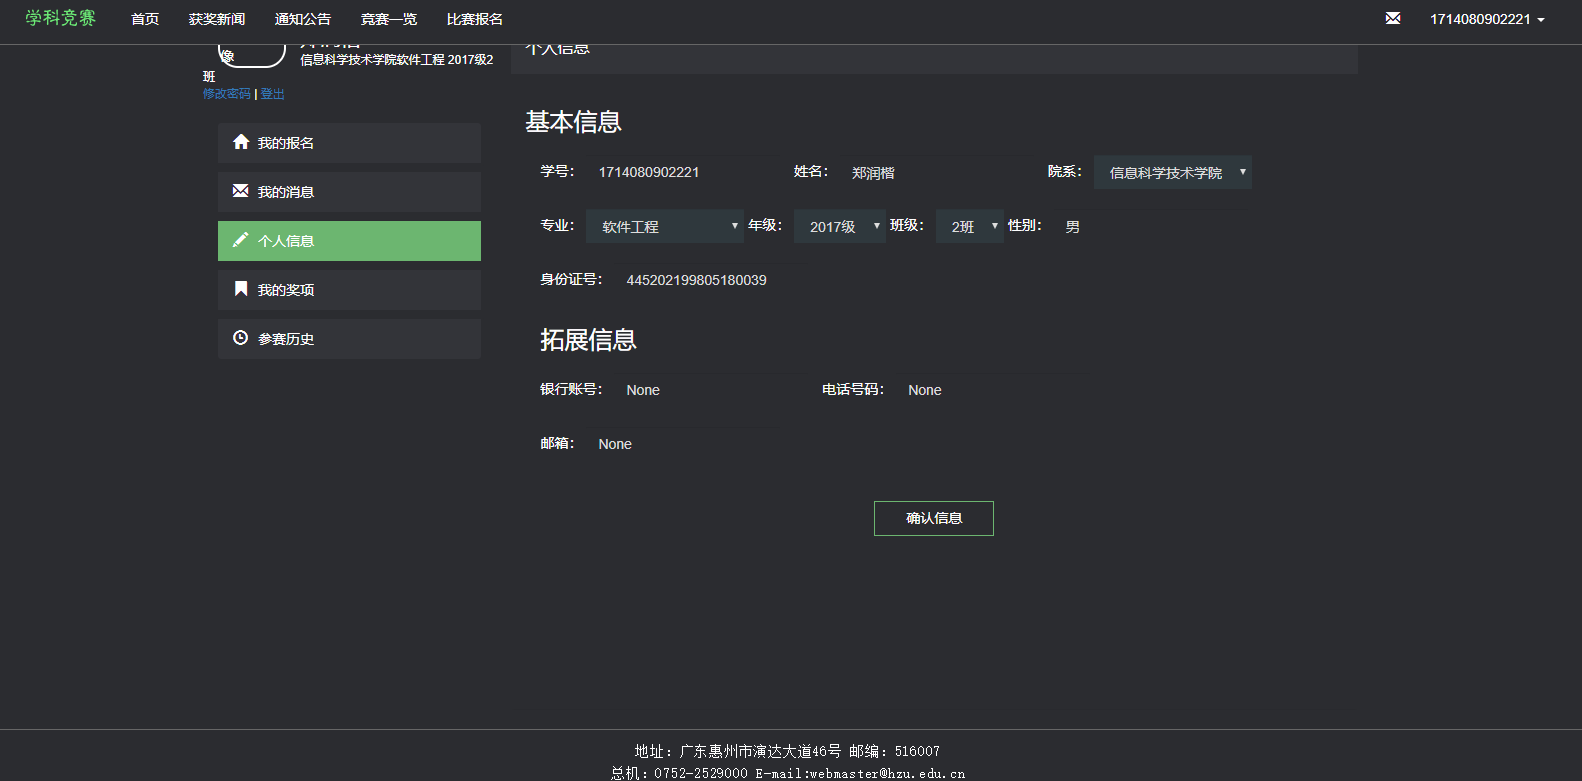 学科竞赛 首页 获奖新闻 通知公告 竞赛一览 比赛报名 1714080902221
像
信息科学技术学院软件工程 2017级2
班
修改密码 | 登出
我的报名
我的消息
个人信息
我的奖项
参赛历史
个人信息
基本信息
学号： 1714080902221 姓名： 郑润楷 院系： 信息科学技术学院
专业： 软件工程 年级： 2017级 班级： 2班 性别： 男
身份证号： 445202199805180039
拓展信息
银行账号： None 电话号码： None
邮箱： None
确认信息
地址：广东惠州市演达大道46号 邮编：516007
总机：0752-2529000 E-mail:webmaster@hzu.edu.cn